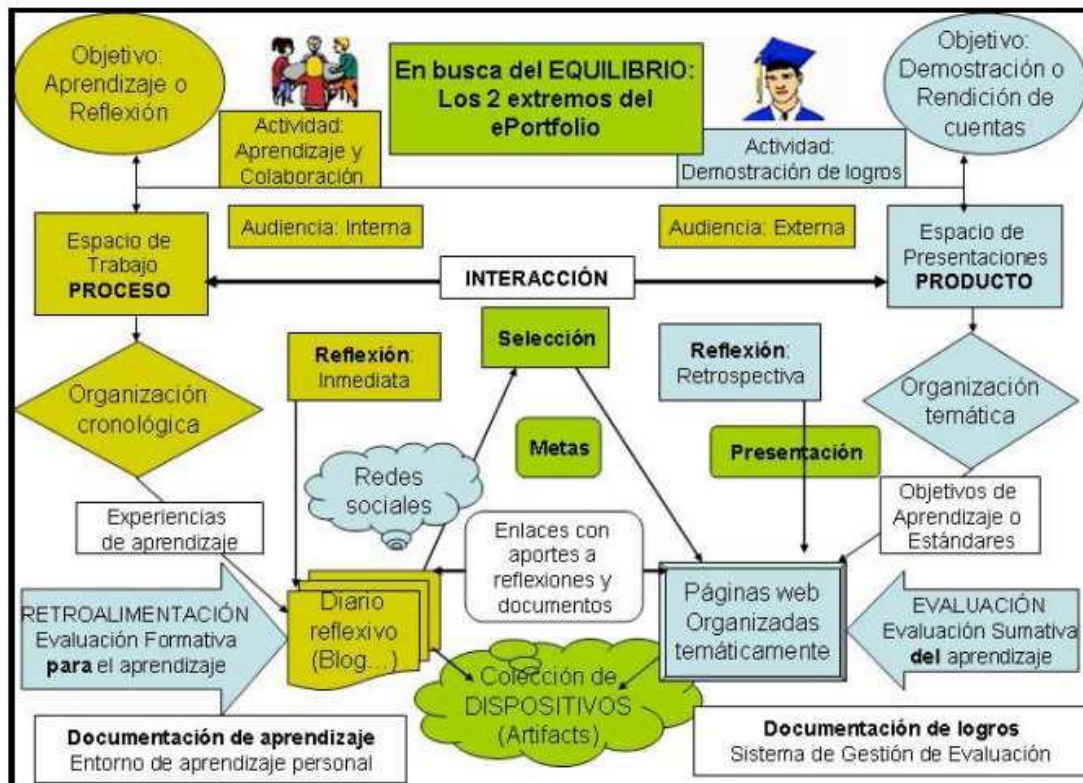 Objetivo:
Aprendizaje o
Reflexión
Actividad:
Aprendizaje y
Colaboración
En busca del EQUILIBRIO:
Los 2 extremos del
ePortfolio
Actividad:
Demostración de logros
Objetivo:
Demostración o
Rendición de
cuentas
Espacio de
Trabajo
PROCESO
Audiencia: Interna
Audiencia: Externa
Espacio de
Presentaciones
PRODUCTO
INTERACCIÓN
Selección
Reflexión:
Inmediata
Reflexión:
Retrospectiva
Organización
cronológica
Organización
temática
Metas
Presentación
Redes
sociales
Experiencias
de aprendizaje
Enlaces con
aportes a
reflexiones y
documentos
Objetivos de
Aprendizaje o
Estándares
RETROALIMENTACIÓN
Evaluación Formativa
para el aprendizaje
Diario
reflexivo
(Blog...)
Páginas web
Organizadas
temáticamente
EVALUACIÓN
Evaluación Sumativa
del aprendizaje
Colección de
DISPOSITIVOS
(Artifacts)
Documentación de aprendizaje
Entorno de aprendizaje personal
Documentación de logros
Sistema de Gestión de Evaluación